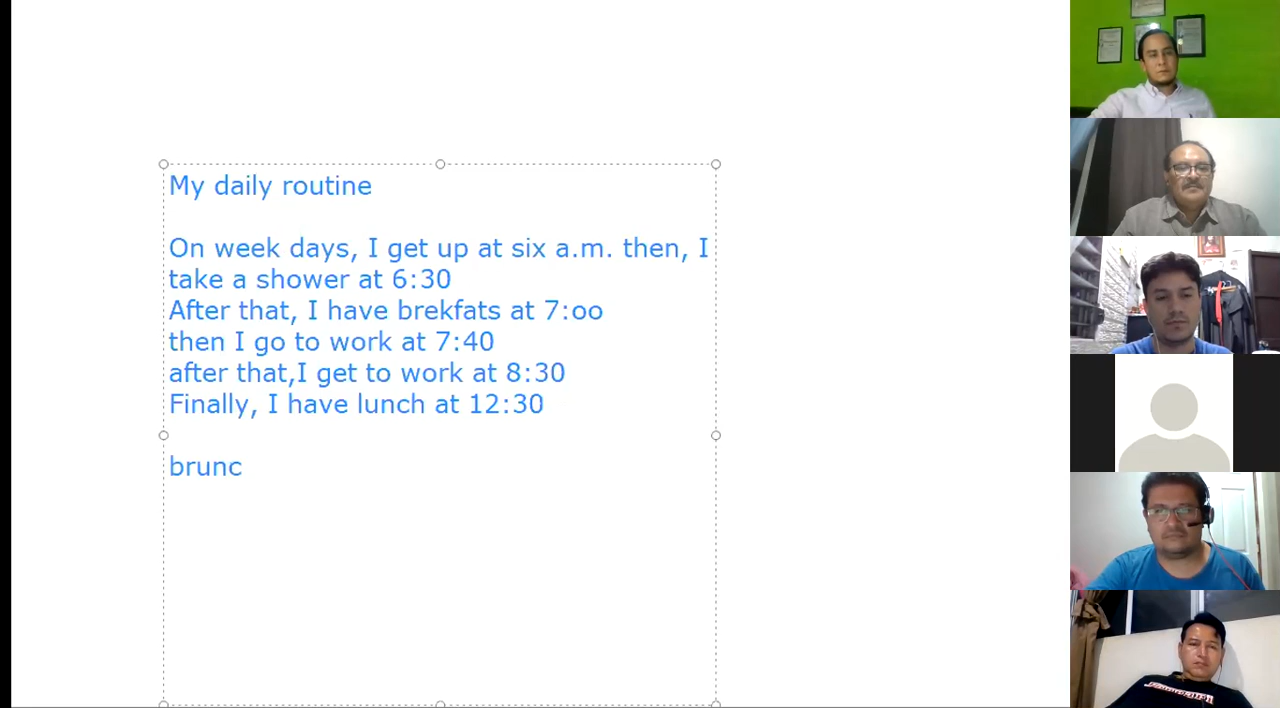 My daily routine
On week days, I get up at six a.m. then, I
take a shower at 6:30
After that, I have brekfats at 7:oo
then I go to work at 7:40
after that,I get to work at 8:30
Finally, I have lunch at 12:30
brunc